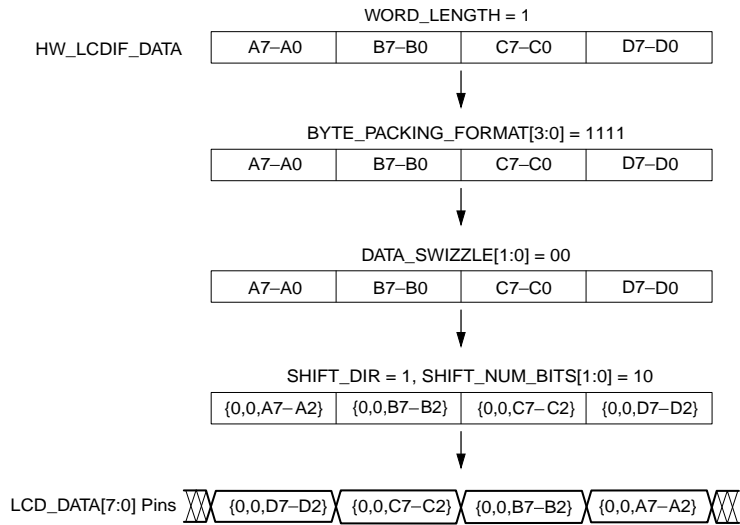 WORD_LENGTH = 1
HW_LCDIF_DATA A7–A0 B7–B0 C7–C0 D7–D0
BYTE_PACKING_FORMAT[3:0] = 1111
A7–A0 B7–B0 C7–C0 D7–D0
DATA_SWIZZLE[1:0] = 00
A7–A0 B7–B0 C7–C0 D7–D0
SHIFT_DIR = 1, SHIFT_NUM_BITS[1:0] = 10
{0,0,A7–A2} {0,0,B7–B2} {0,0,C7–C2} {0,0,D7–D2}
LCD_DATA[7:0] Pins {0,0,D7–D2} {0,0,C7–C2} {0,0,B7–B2} {0,0,A7–A2}